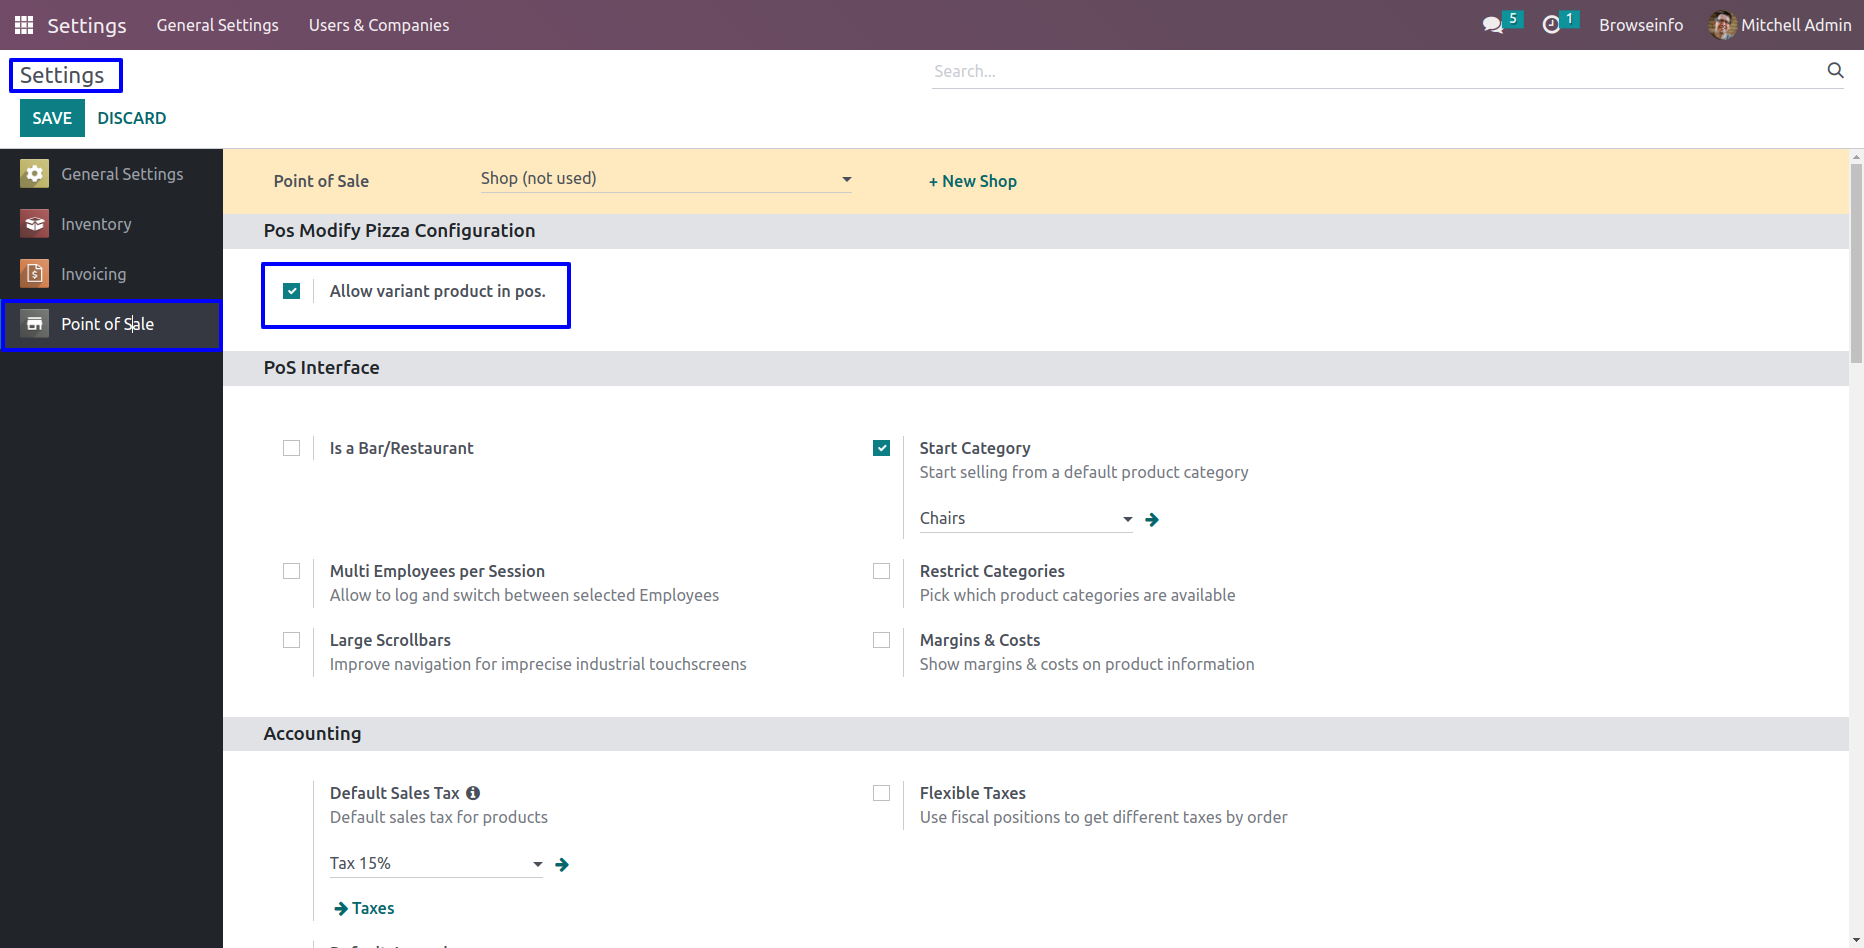 Settings General Settings Users & Companies 5 1 Browseinfo Mitchell Admin
Settings
Search...
SAVE DISCARD
General Settings
Inventory
Invoicing
Point of Sale
Point of Sale Shop (not used) + New Shop
Pos Modify Pizza Configuration
Allow variant product in pos.
PoS Interface
Is a Bar/Restaurant
Start Category
Start selling from a default product category
Chairs
Multi Employees per Session
Allow to log and switch between selected Employees
Restrict Categories
Pick which product categories are available
Large Scrollbars
Improve navigation for imprecise industrial touchscreens
Margins & Costs
Show margins & costs on product information
Accounting
Default Sales Tax
Default sales tax for products
Tax 15%
Taxes
Flexible Taxes
Use fiscal positions to get different taxes by order